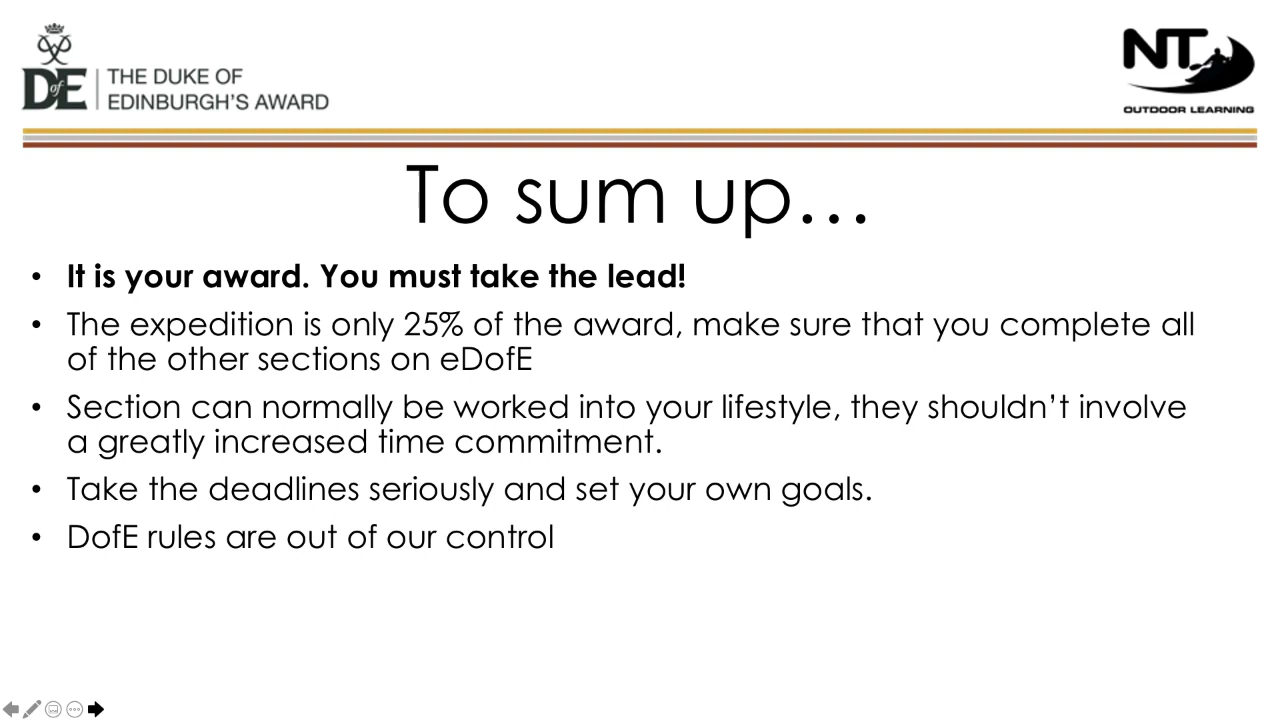 DofE
THE DUKE OF
EDINBURGH'S AWARD
NT
OUTDOOR LEARNING
To sum up…
• It is your award. You must take the lead!
• The expedition is only 25% of the award, make sure that you complete all
of the other sections on eDofE
• Section can normally be worked into your lifestyle, they shouldn't involve
a greatly increased time commitment.
• Take the deadlines seriously and set your own goals.
• DofE rules are out of our control